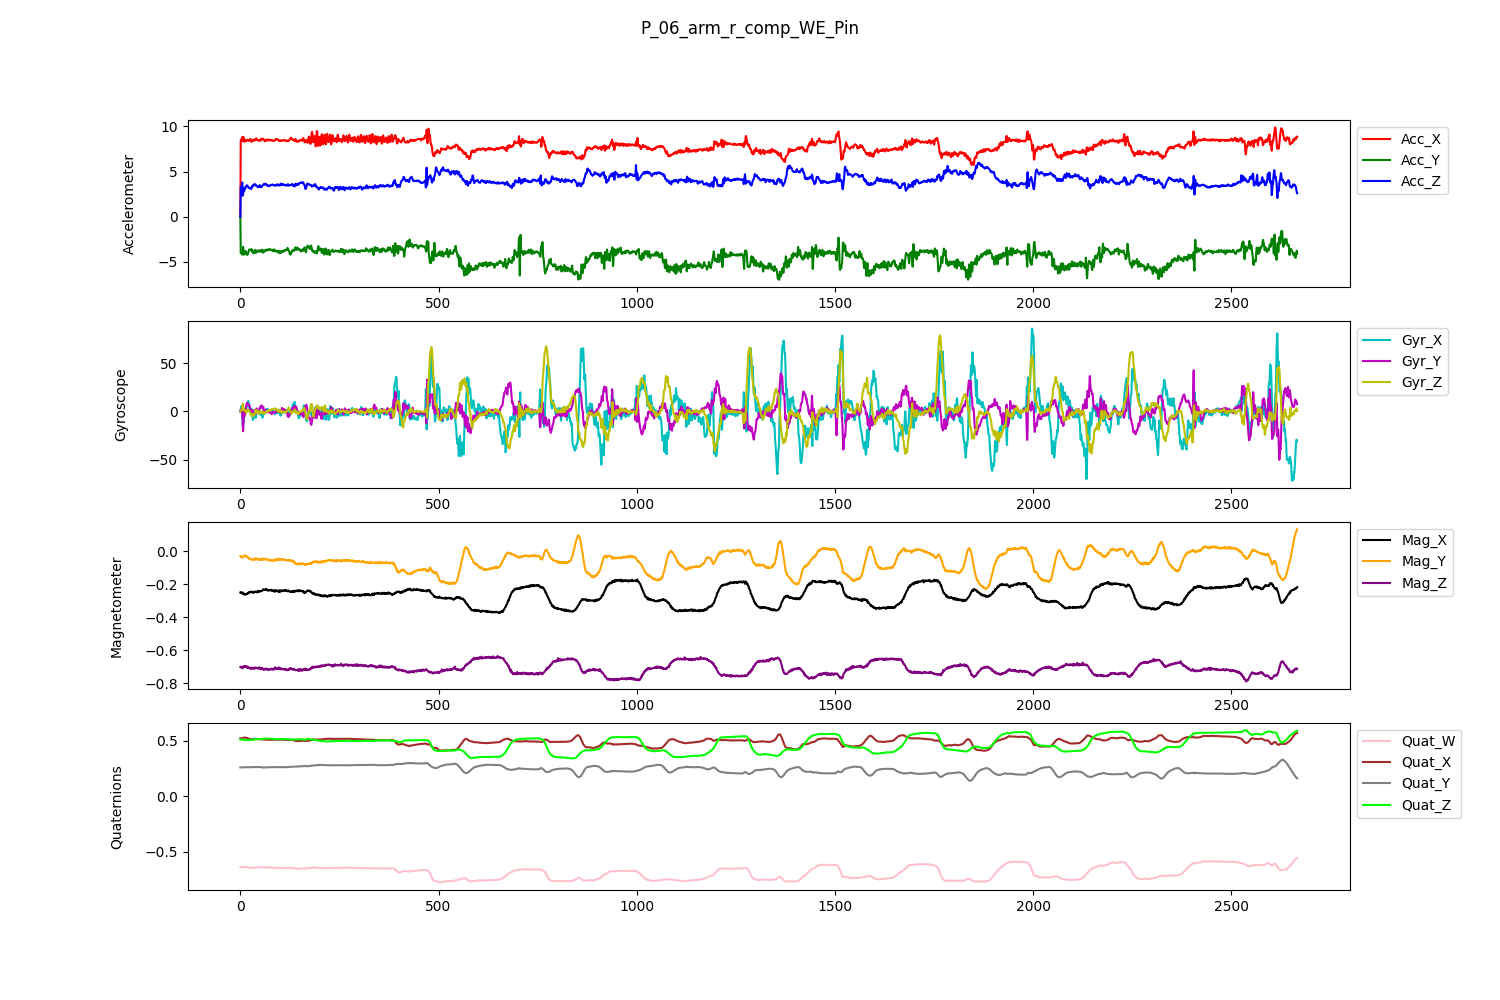 P_06_arm_r_comp_WE_Pin
Accelerometer
10
5
0
−5
0 500 1000 1500 2000 2500
Acc_X
Acc_Y
Acc_Z
Gyroscope
50
0
−50
0 500 1000 1500 2000 2500
Gyr_X
Gyr_Y
Gyr_Z
Magnetometer
0.0
−0.2
−0.4
−0.6
−0.8
0 500 1000 1500 2000 2500
Mag_X
Mag_Y
Mag_Z
Quaternions
0.5
0.0
−0.5
0 500 1000 1500 2000 2500
Quat_W
Quat_X
Quat_Y
Quat_Z